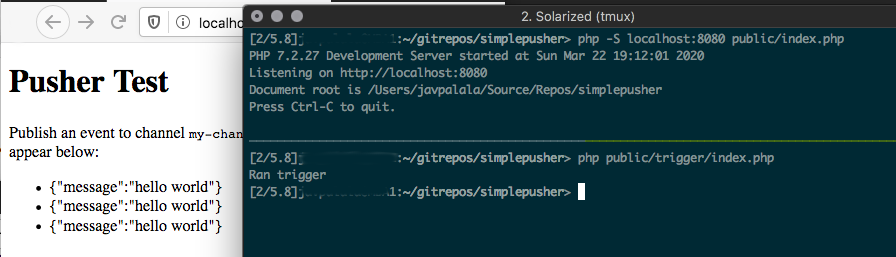 localho
Pusher Test
Publish an event to channel my-chan
appear below:
{"message":"hello world"}
{"message":"hello world"}
{"message":"hello world"}
2. Solarized (tmux)
[2/5.8] 1:~/gitrepos/simplepusher> php -S localhost:8080 public/index.php
PHP 7.2.27 Development Server started at Sun Mar 22 19:12:01 2020
Listening on http://localhost:8080
Document root is /Users/javpalala/Source/Repos/simplepusher
Press Ctrl-C to quit.
[2/5.8] :~/gitrepos/simplepusher> php public/trigger/index.php
Ran trigger
[2/5.8] 1:~/gitrepos/simplepusher>